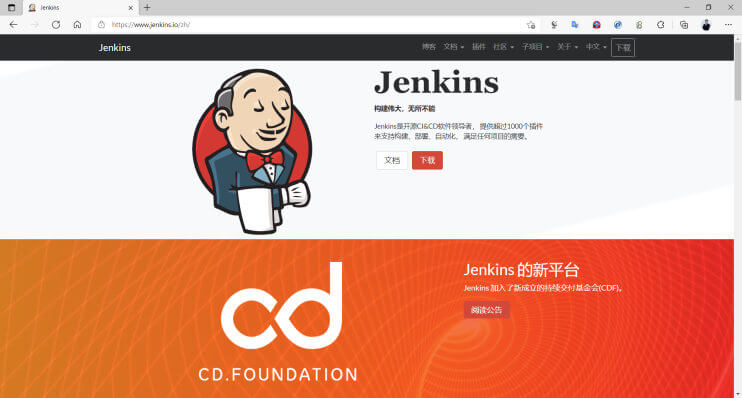 Jenkins
https://www.jenkins.io/zh/
Jenkins
博客 文档 插件 社区 子项目 关于 中文 下载
Jenkins
构建伟大，无所不能
Jenkins是开源CI&CD软件领导者， 提供超过1000个插件
来支持构建、部署、自动化， 满足任何项目的需要。
文档 下载
cd
CD.FOUNDATION
Jenkins 的新平台
Jenkins 加入了新成立的持续交付基金会(CDF)。
阅读公告